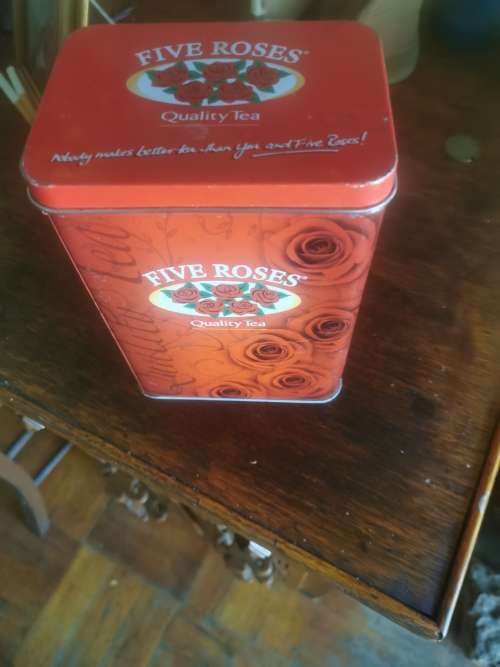 FIVE ROSES®
Quality Tea
Nobody makes better tea than you and Five Roses!
FIVE ROSES®
Quality Tea